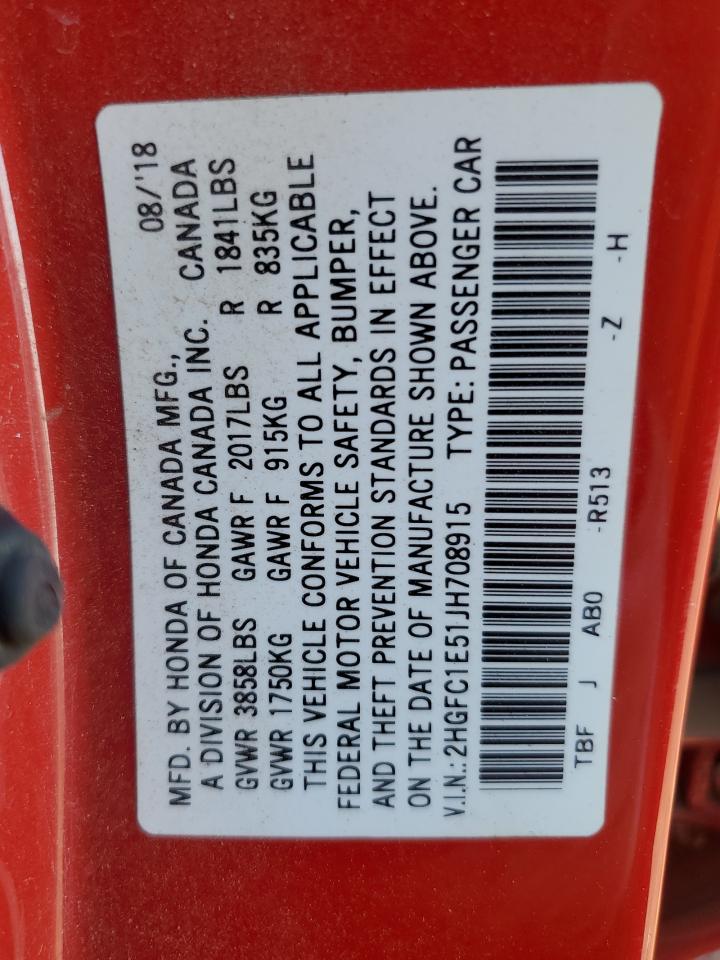 MFD. BY HONDA OF CANADA MFG., 08/'18
A DIVISION OF HONDA CANADA INC. CANADA
GVWR 3858LBS GAWR F 2017LBS R 1841LBS
GVWR 1750KG GAWR F 915KG R 835KG
THIS VEHICLE CONFORMS TO ALL APPLICABLE
FEDERAL MOTOR VEHICLE SAFETY, BUMPER,
AND THEFT PREVENTION STANDARDS IN EFFECT
ON THE DATE OF MANUFACTURE SHOWN ABOVE.
V.I.N.: 2HGFC1E51JH708915 TYPE: PASSENGER CAR
TBF J AB0 -R513 -Z -H